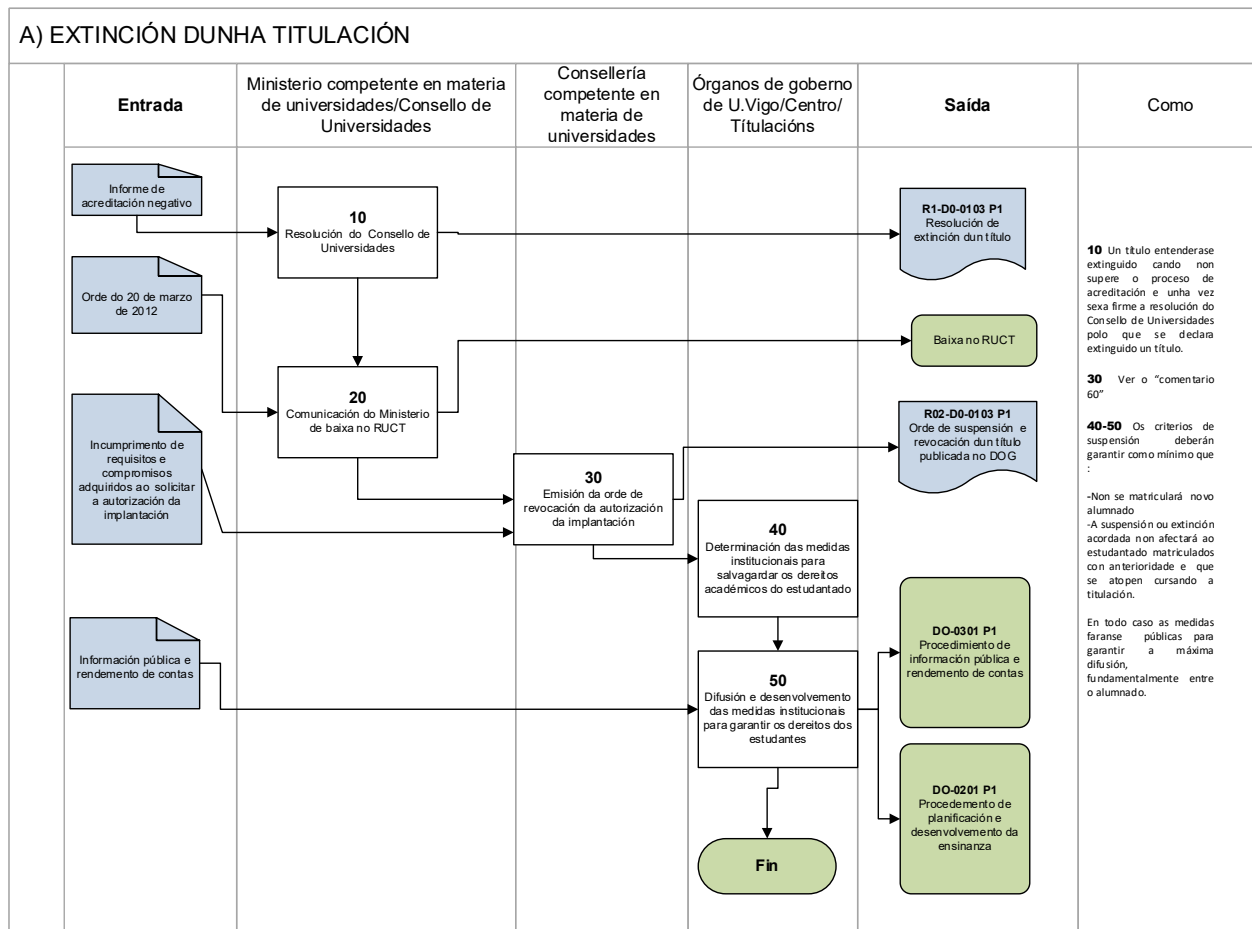 A) EXTINCIÓN DUNHA TITULACIÓN
Entrada
Ministerio competente en materia
de universidades/Consello de
Universidades
Consellería
competente en
materia de
universidades
Órganos de goberno
de U.Vigo/Centro/
Títulacións
Saída
Como
Informe de
acreditación negativo
Orde do 20 de marzo
de 2012
Incumprimento de
requisitos e
compromisos
adquiridos ao solicitar
a autorización da
implantación
Información pública e
rendemento de contas
10
Resolución do Consello de
Universidades
20
Comunicación do Ministerio
de baixa no RUCT
30
Emisión da orde de
revocación da autorización
da implantación
40
Determinación das medidas
institucionais para
salvagardar os dereitos
académicos do estudantado
50
Difusión e desenvolvemento
das medidas institucionais
para garantir os dereitos dos
estudantes
Fin
R1-D0-0103 P1
Resolución de
extinción dun título
Baixa no RUCT
R02-D0-0103 P1
Orde de suspensión e
revocación dun título
publicada no DOG
DO-0301 P1
Procedimiento de
información pública e
rendemento de contas
DO-0201 P1
Procedemento de
planificación e
desenvolvemento da
ensinanza
10 Un título entenderase
extinguido cando non
supere o proceso de
acreditación e unha vez
sexa firme a resolución do
Consello de Universidades
polo que se declara
extinguido un título.
30 Ver o “comentario
60”
40-50 Os criterios de
suspensión deberán
garantir como mínimo que
:
-Non se matriculará novo
alumnado
-A suspensión ou extinción
acordada non afectará ao
estudantado matriculados
con anterioridade e que
se atopen cursando a
titulación.
En todo caso as medidas
faranse públicas para
garantir a máxima
difusión,
fundamentalmente entre
o alumnado.